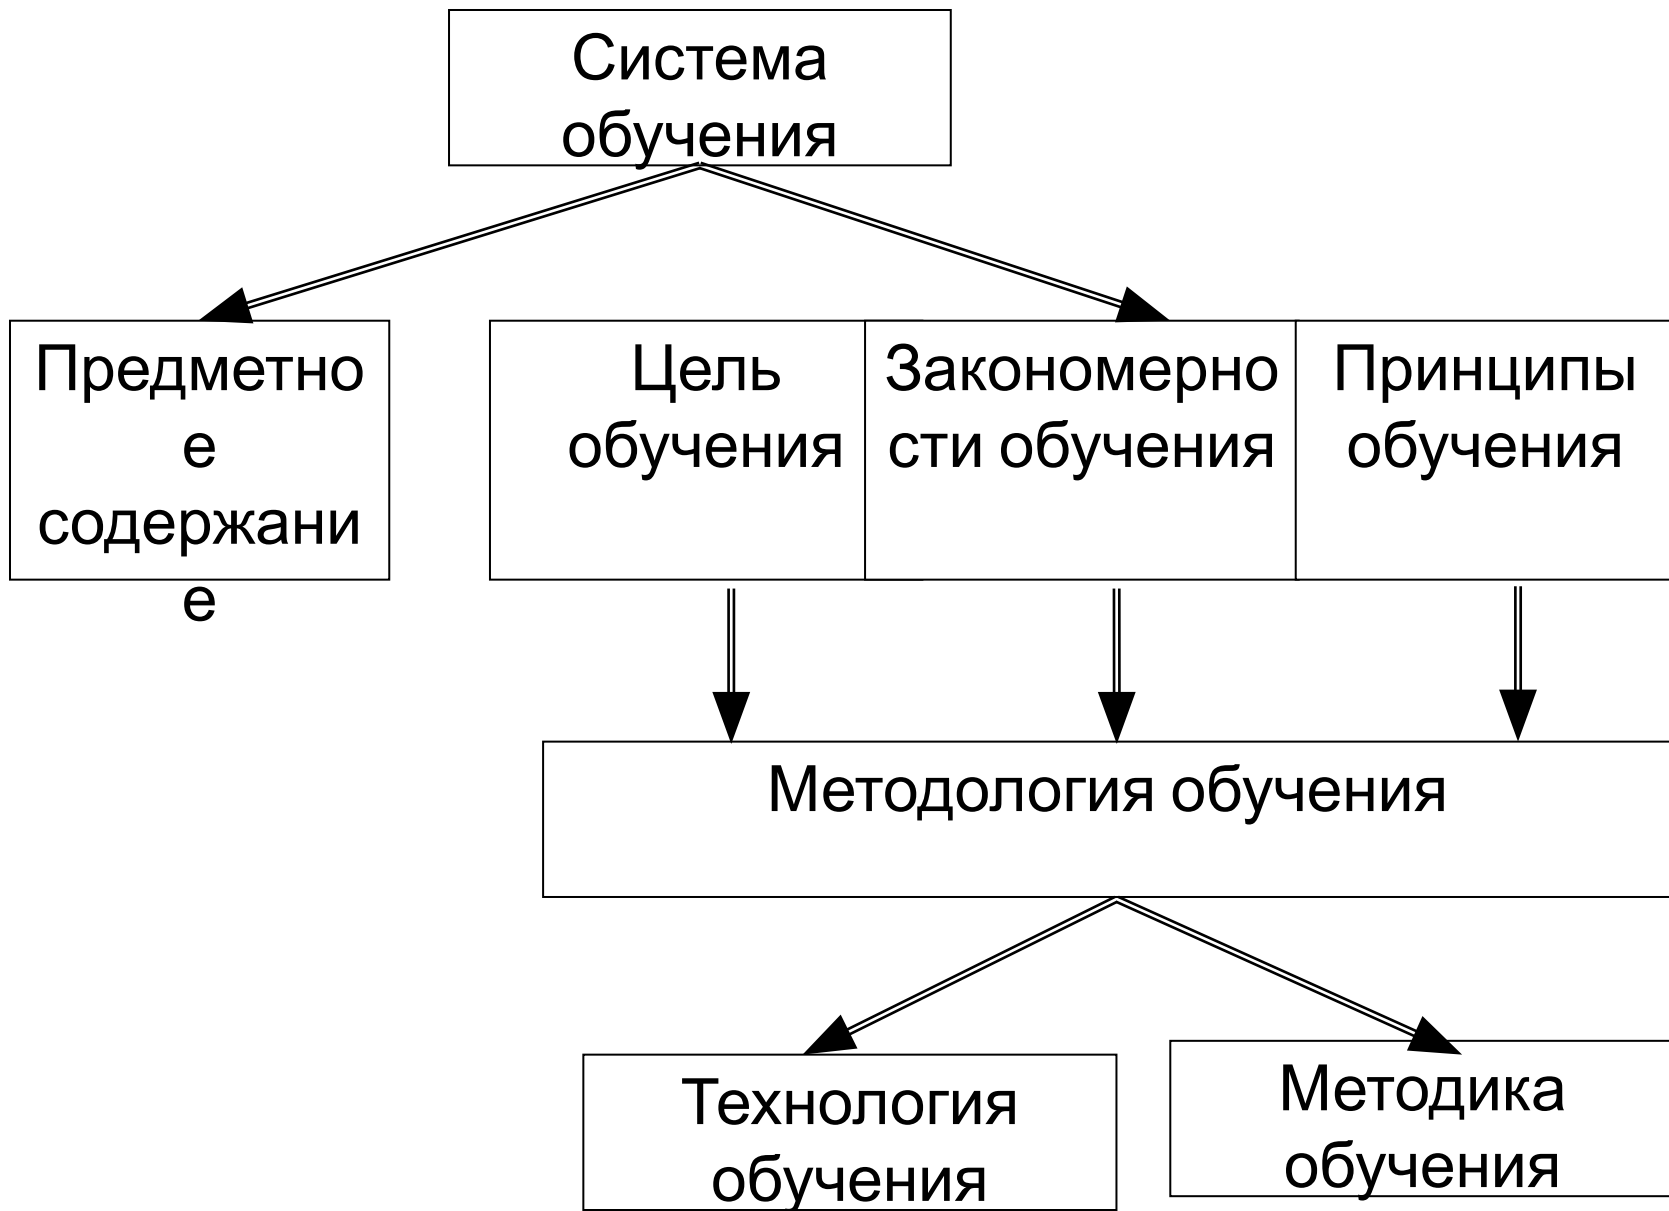 Система
обучения
Предметно
е
содержани
е
Цель
обучения
Закономерно
сти обучения
Принципы
обучения
Методология обучения
Технология
обучения
Методика
обучения